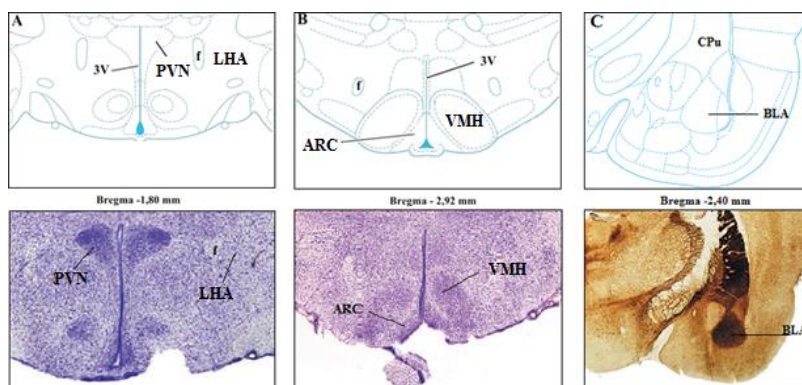 A
3V
PVN
f
LHA
B
3V
f
VMH
ARC
C
CPu
BLA
Bregma -1,80 mm
Bregma - 2,92 mm
Bregma -2,40 mm
PVN
f
LHA
VMH
ARC
BLA